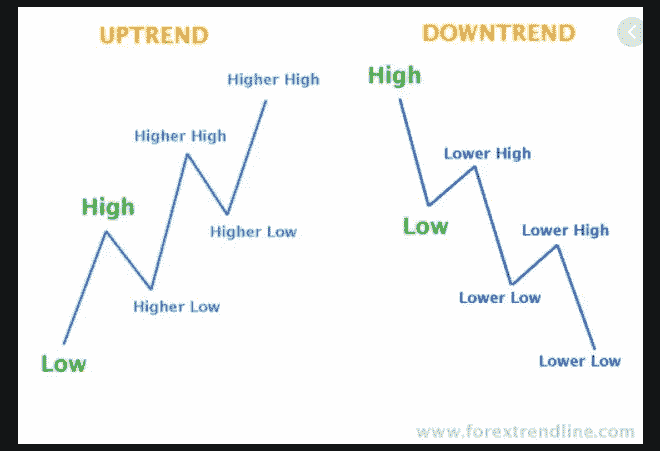 UPTREND
Higher High
Higher High
High
Higher Low
Higher Low
Low
DOWNTREND
High
Lower High
Low
Lower High
Lower Low
Lower Low
www.forextrendline.com